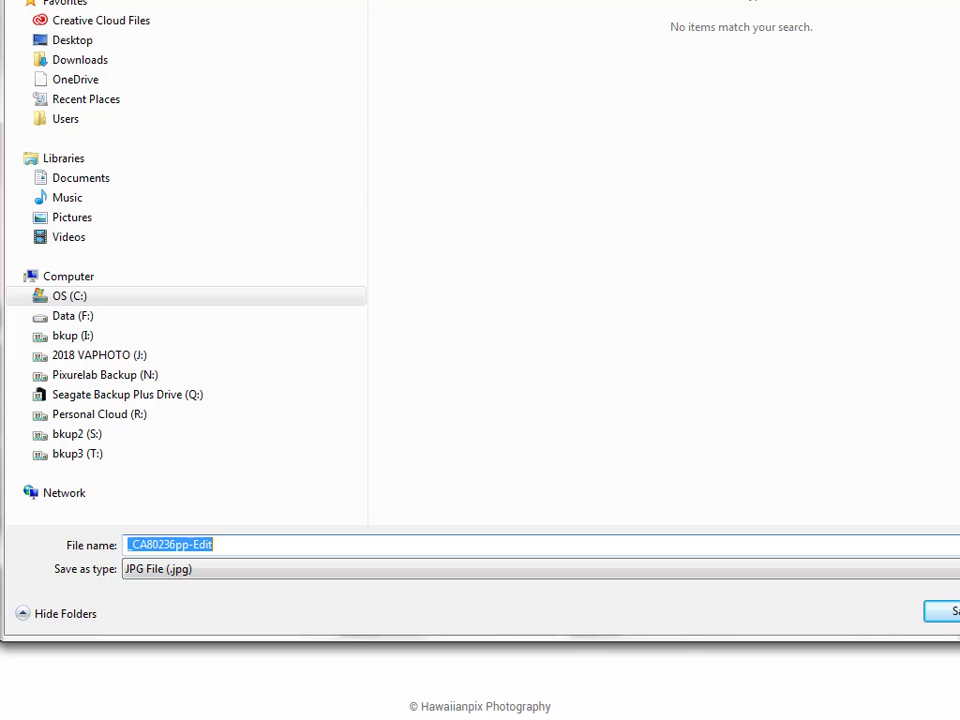 Favorites
Creative Cloud Files
Desktop
Downloads
OneDrive
Recent Places
Users
Libraries
Documents
Music
Pictures
Videos
Computer
OS (C:)
Data (F:)
bkup (I:)
2018 VAPHOTO (J:)
Pixurelab Backup (N:)
Seagate Backup Plus Drive (Q:)
Personal Cloud (R:)
bkup2 (S:)
bkup3 (T:)
Network
No items match your search.
File name: _CA80236pp-Edit
Save as type: JPG File (.jpg)
Hide Folders
© Hawaiianpix Photography